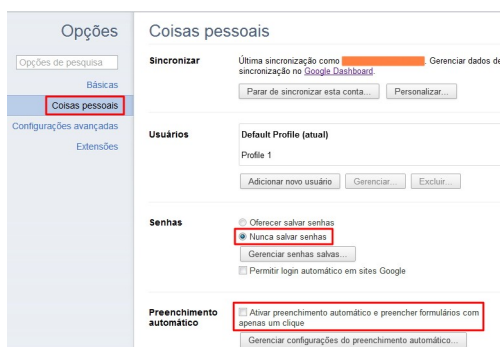 Opções
Opções de pesquisa
Básicas
Coisas pessoais
Configurações avançadas
Extensões
Coisas pessoais
Sincronizar
Última sincronização como . Gerenciar dados de
sincronização no Google Dashboard.
Parar de sincronizar esta conta... Personalizar...
Usuários
Default Profile (atual)
Profile 1
Adicionar novo usuário Gerenciar... Excluir...
Senhas
Oferecer salvar senhas
Nunca salvar senhas
Gerenciar senhas salvas...
Permitir login automático em sites Google
Preenchimento
automático
Ativar preenchimento automático e preencher formulários com
apenas um clique
Gerenciar configurações do preenchimento automático...